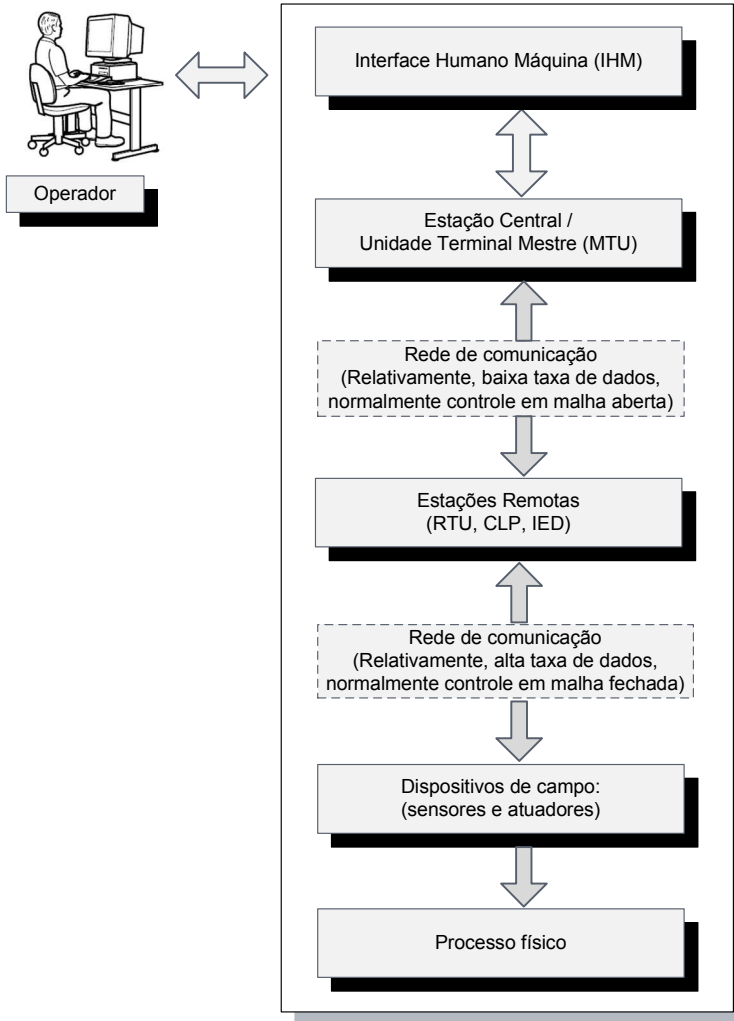 Operador
Interface Humano Máquina (IHM)
Estação Central /
Unidade Terminal Mestre (MTU)
Rede de comunicação
(Relativamente, baixa taxa de dados,
normalmente controle em malha aberta)
Estações Remotas
(RTU, CLP, IED)
Rede de comunicação
(Relativamente, alta taxa de dados,
normalmente controle em malha fechada)
Dispositivos de campo:
(sensores e atuadores)
Processo físico